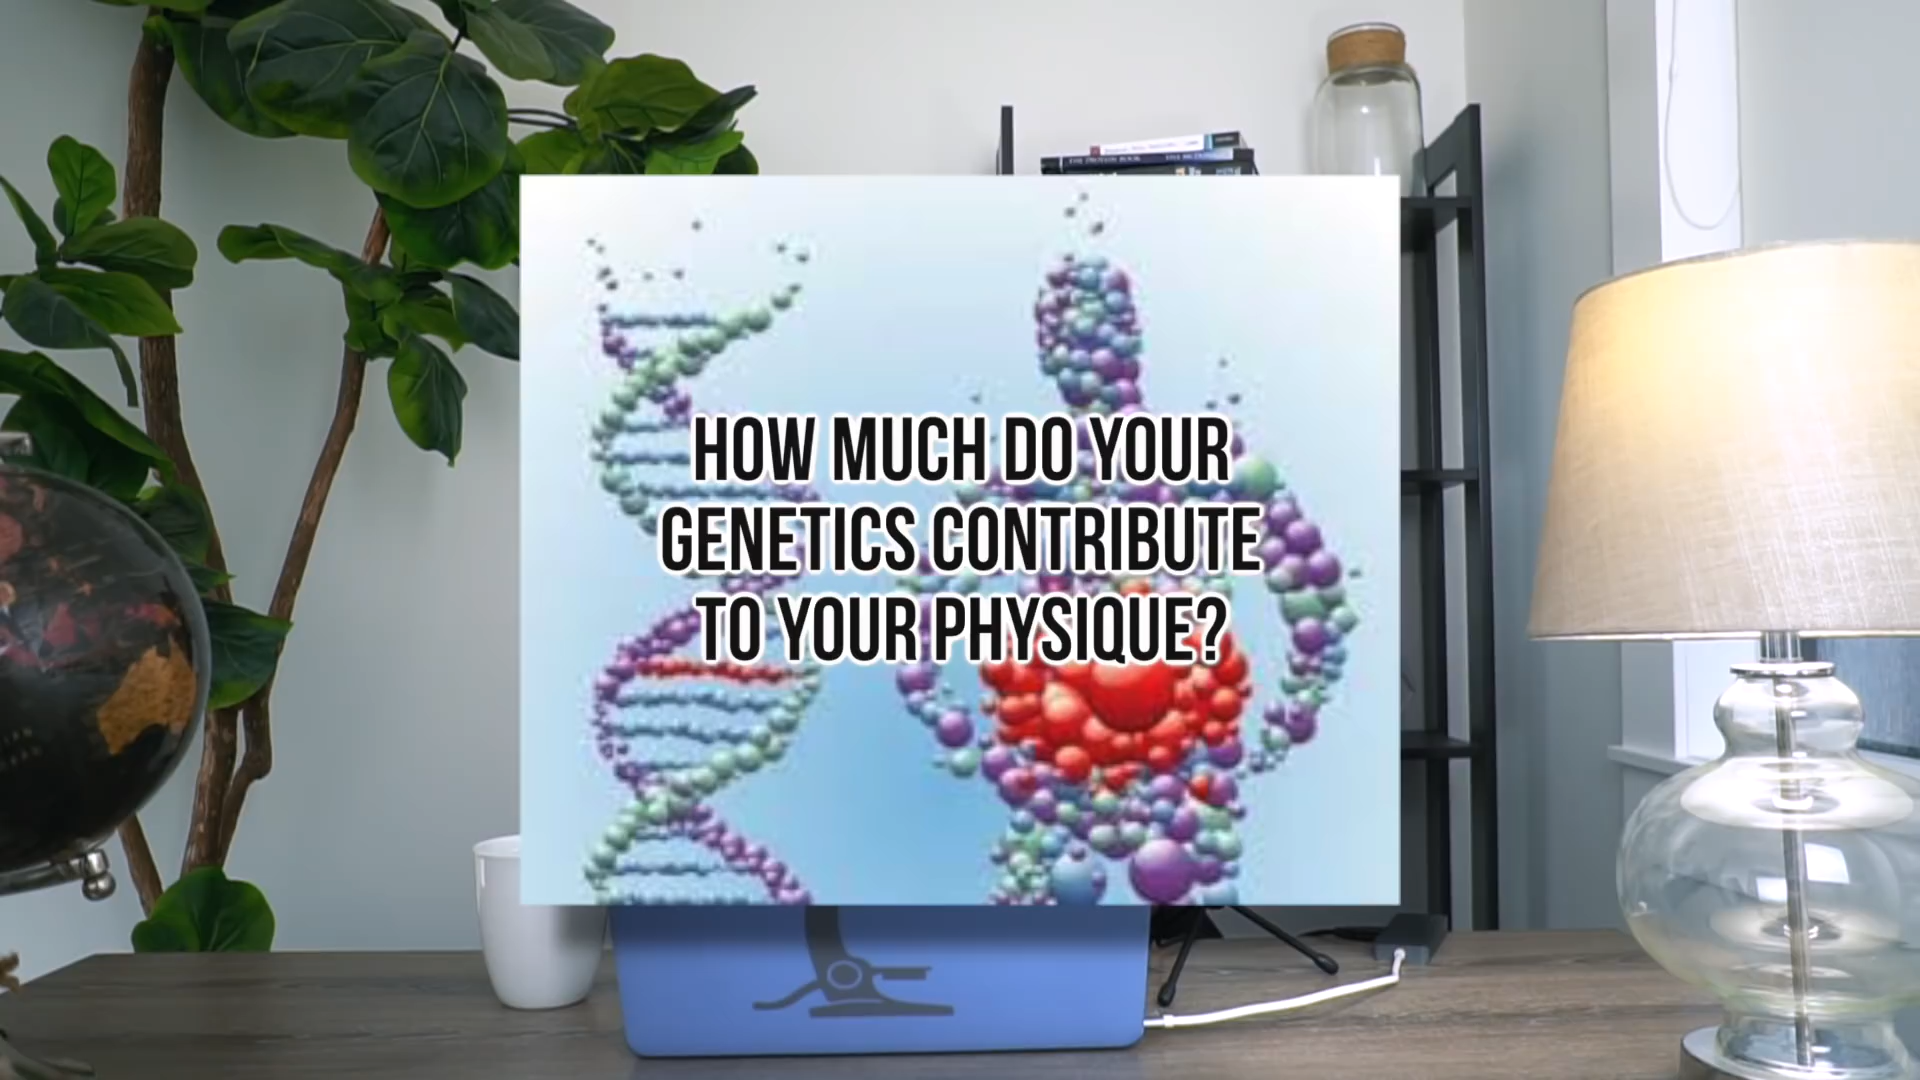 THE PROTEIN BOOK
HOW MUCH DO YOUR
GENETICS CONTRIBUTE
TO YOUR PHYSIQUE?